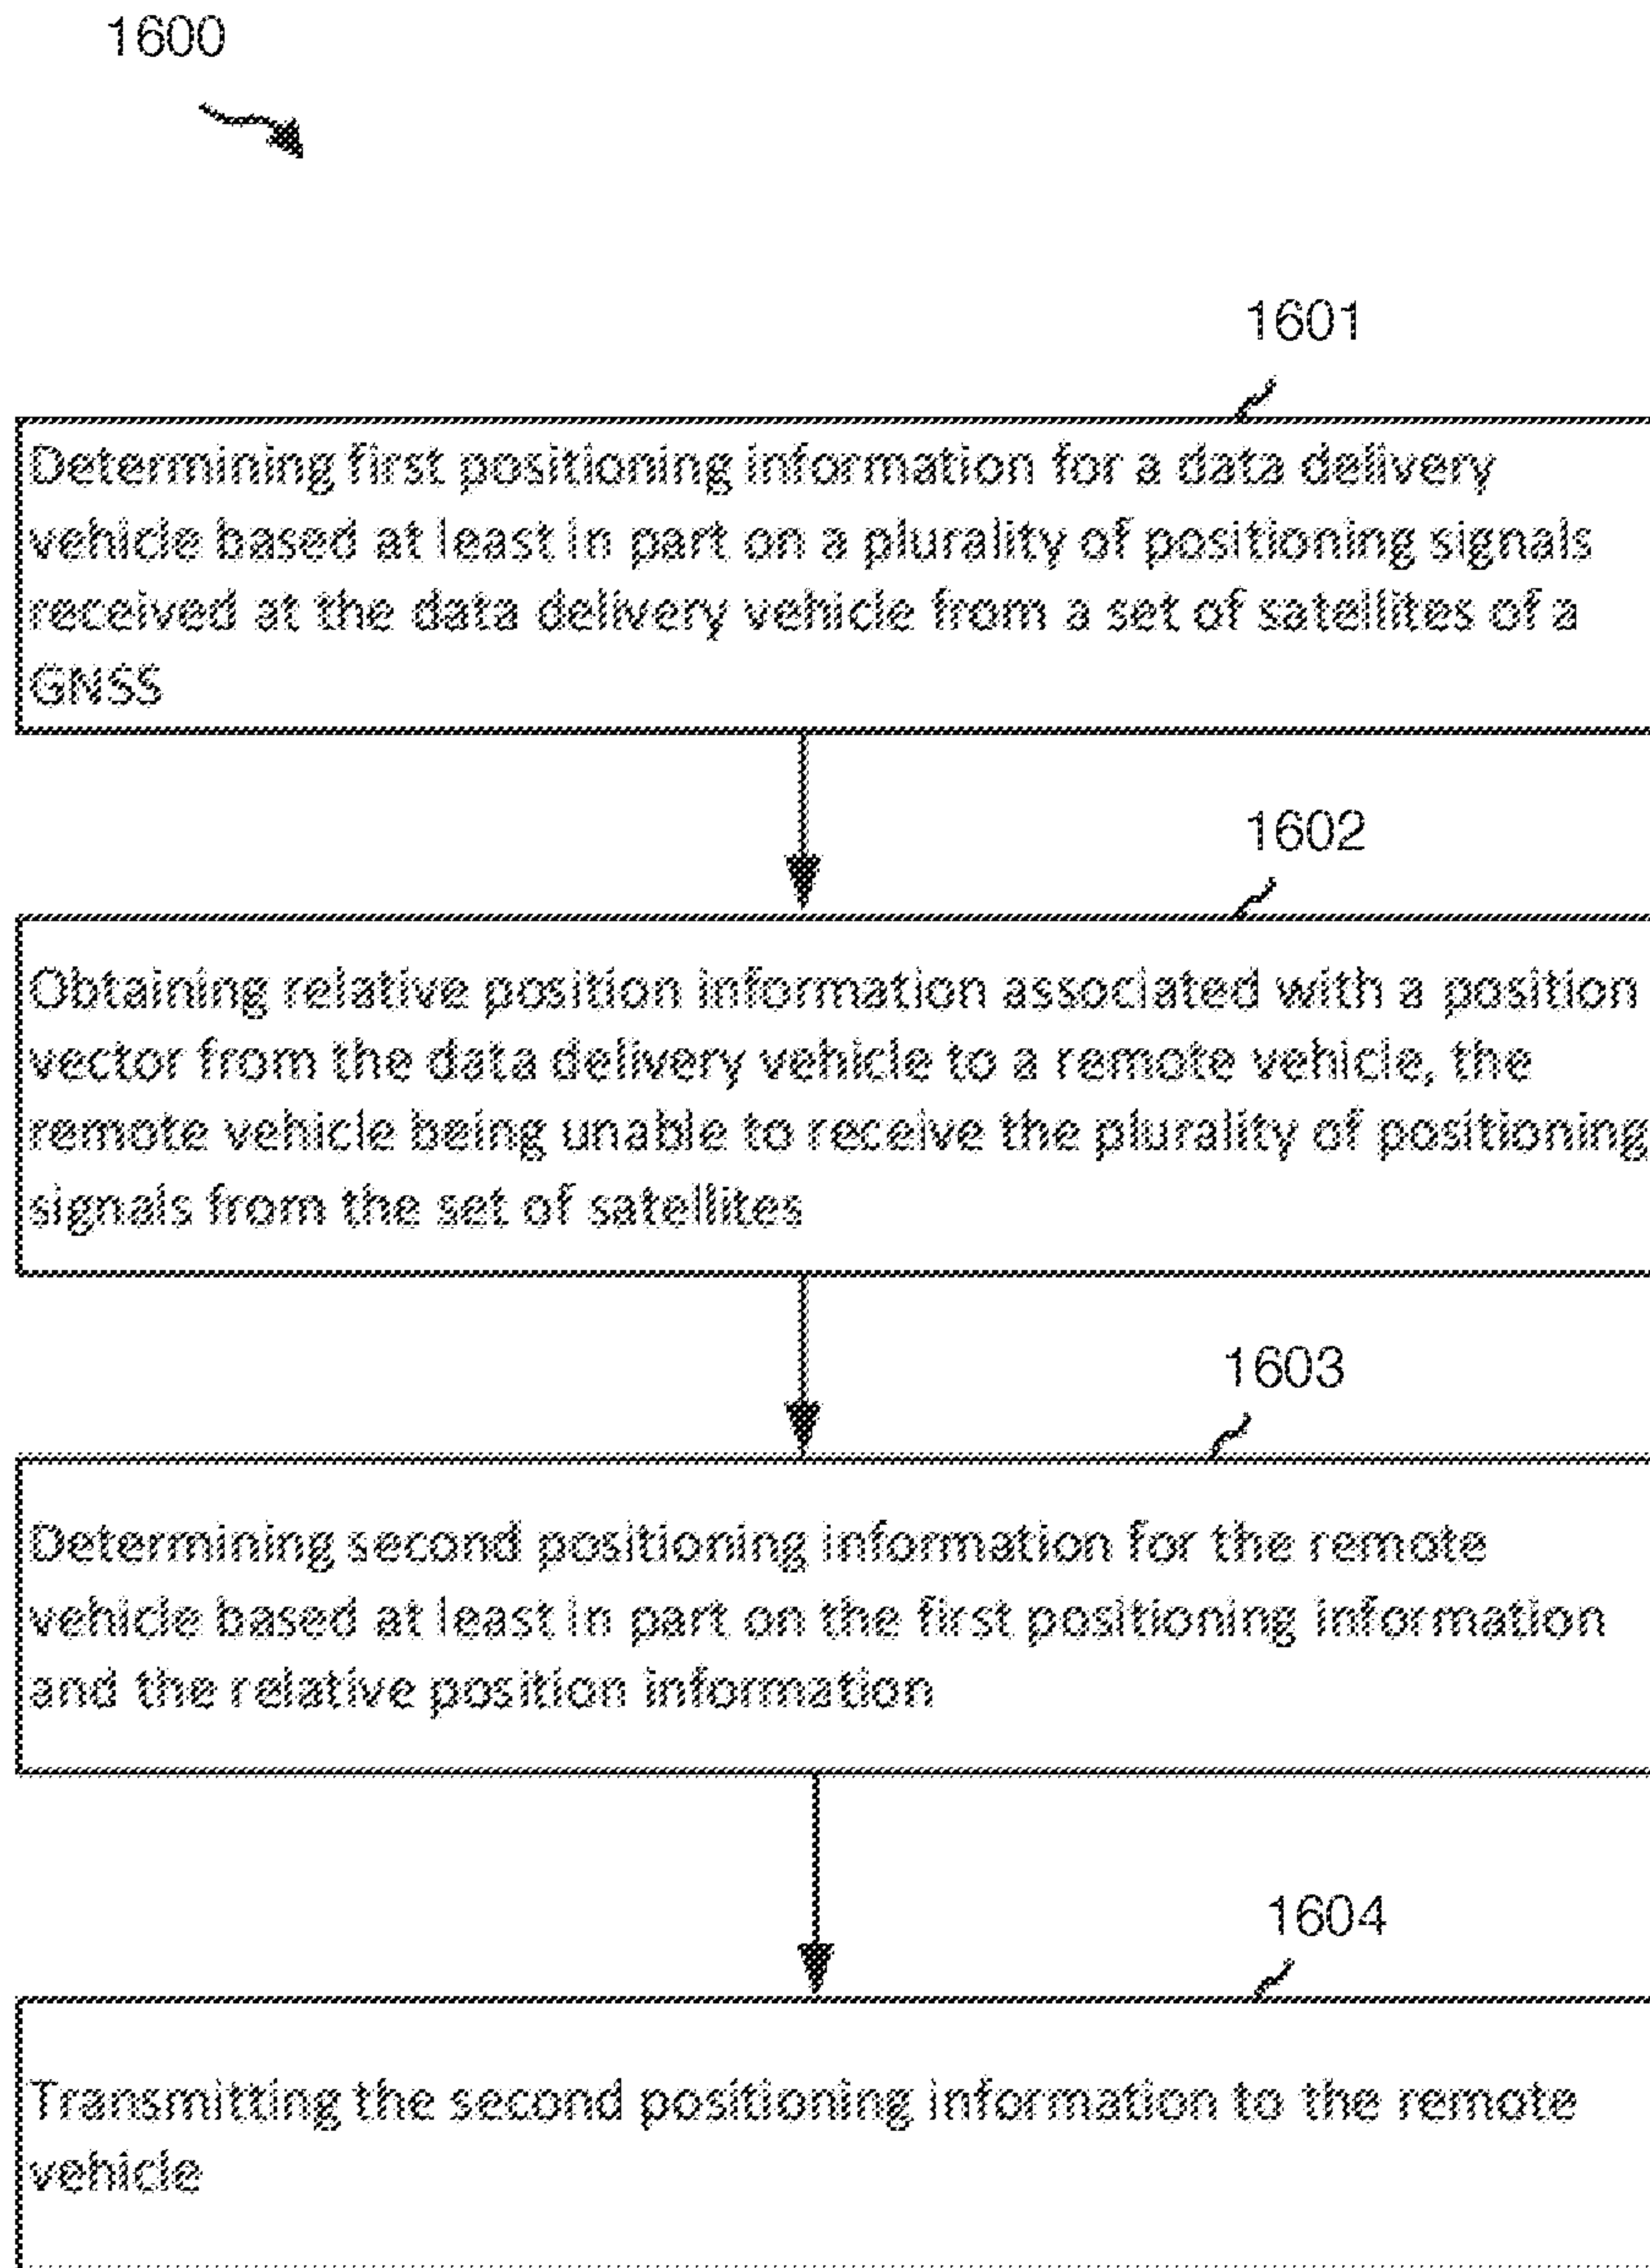 1600
1601
Determining first positioning information for a data delivery
vehicle based at least in part on a plurality of positioning signals
received at the data delivery vehicle from a set of satellites of a
GNSS
1602
Obtaining relative position information associated with a position
vector from the data delivery vehicle to a remote vehicle, the
remote vehicle being unable to receive the plurality of positioning
signals from the set of satellites
1603
Determining second positioning information for the remote
vehicle based at least in part on the first positioning information
and the relative position information
1604
Transmitting the second positioning information to the remote
vehicle